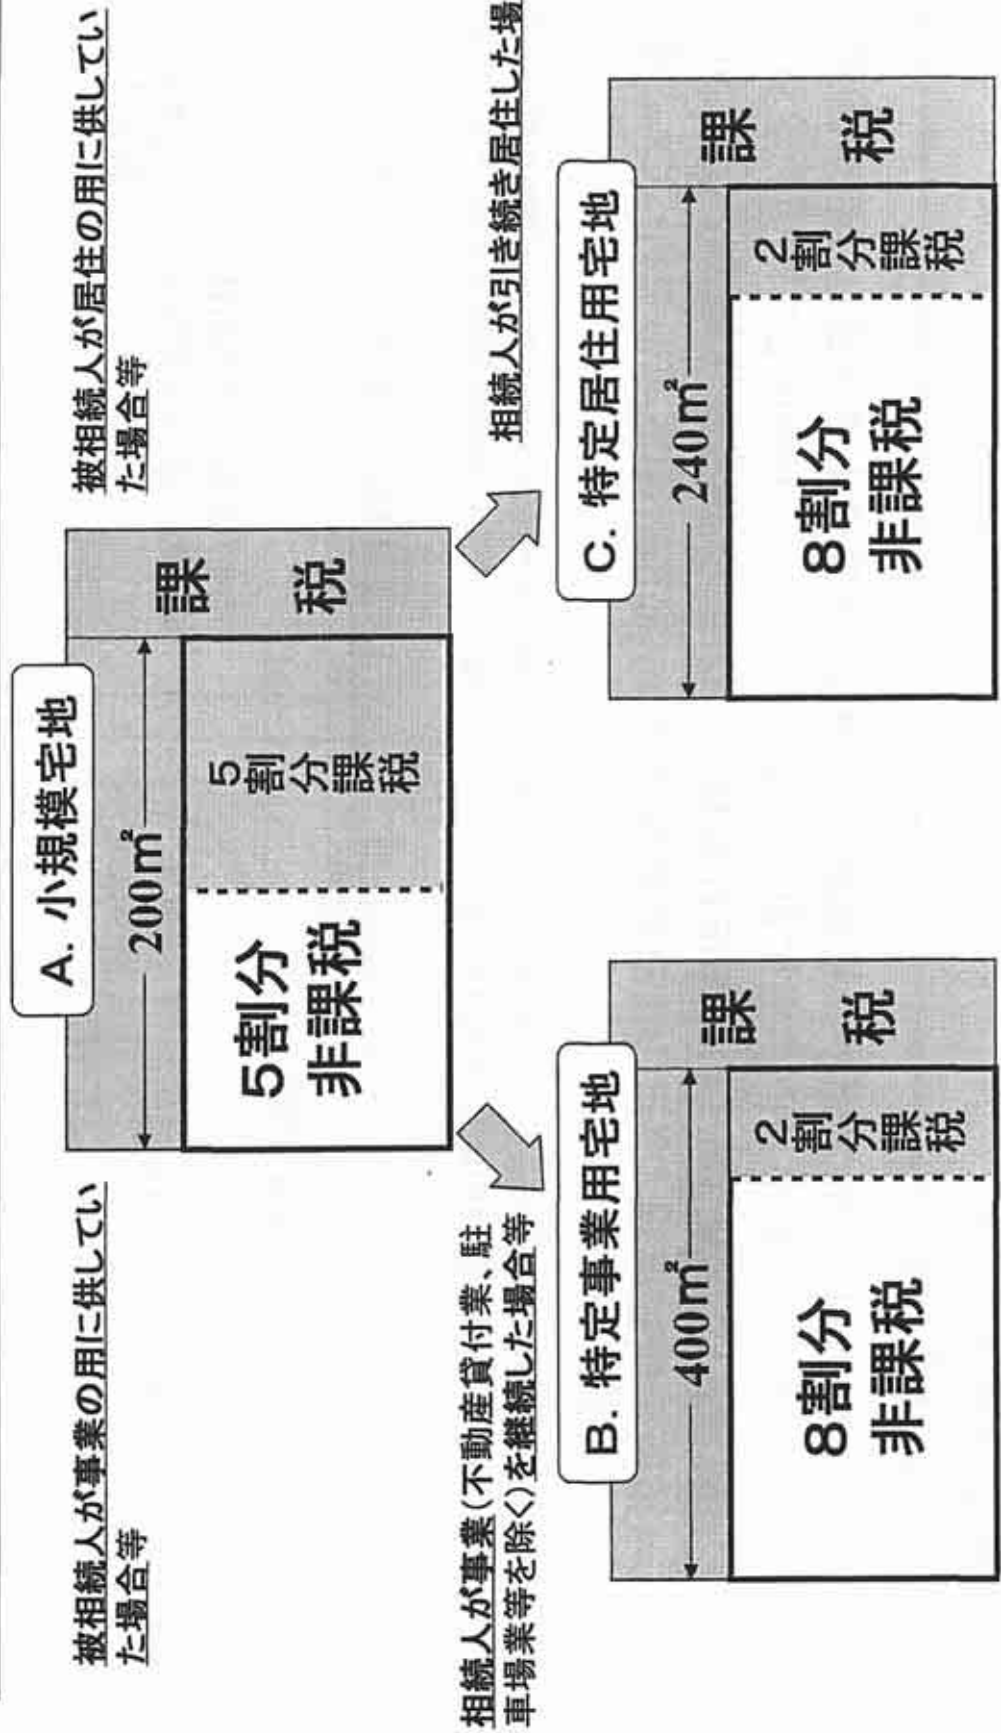 被相続人が事業の用に供してい
た場合等
A. 小規模宅地
200㎡
5割分
非課税
5
割
分
課
税
課
税
被相続人が居住の用に供してい
た場合等
相続人が事業(不動産貸付業、駐
車場業等を除く)を継続した場合等
B. 特定事業用宅地
400㎡
8割分
非課税
2
割
分
課
税
課
税
相続人が引き続き居住した場
C. 特定居住用宅地
240㎡
8割分
非課税
2
割
分
課
税
課
税